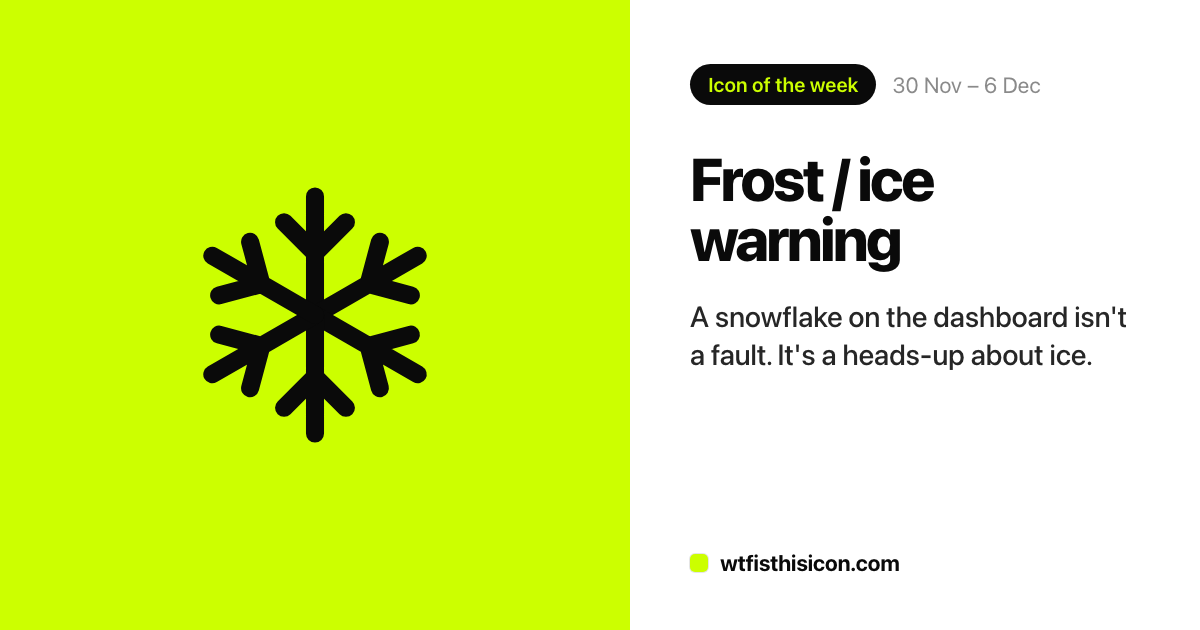 Icon of the week
30 Nov – 6 Dec
Frost / ice
warning
A snowflake on the dashboard isn't
a fault. It's a heads-up about ice.
wtfisthisicon.com